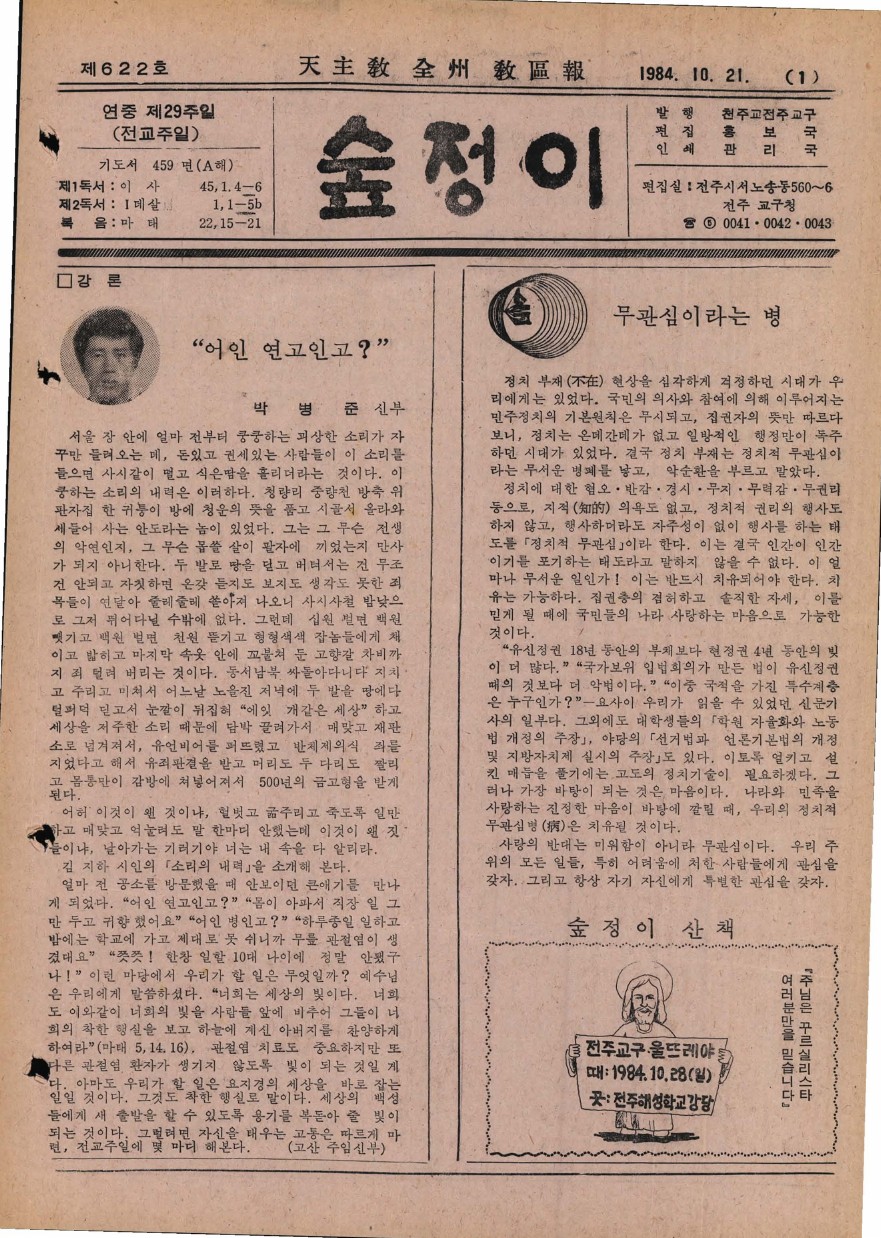 제622호
天主敎 全州 敎區報
1984. 10. 21.
(1)
연중 제29주일
(전교주일)
기도서 459 면(A해)
제1독서 : 이 사 45,1.4—6
제2독서 : I 데살 1,1—5b
복 음 : 마 태 22,15—21
숲정이
발 행 천주교전주교구
편 집 홍 보 국
인 쇄 관 리 국
편집실 : 전주시서노송동560~6
전주 교구청
☎ ⓓ 0041·0042·0043
□강 론
“어인 연고인고?”
박 병 준 신부
서울 장 안에 얼마 전부터 쿵쿵하는 괴상한 소리가 자
꾸만 들려오는 데, 돈있고 권세있는 사람들이 이 소리를
들으면 사시같이 떨고 식은땀을 흘리더라는 것이다. 이
쿵하는 소리의 내력은 이러하다. 청량리 중랑천 방축 위
판자집 한 귀퉁이 방에 청운의 뜻을 품고 시골서 올라와
세들어 사는 안도라는 놈이 있었다. 그는 그 무슨 전생
의 악연인지, 그 무슨 몹쓸 살이 팔자에 끼었는지 만사
가 되지 아니한다. 두 발로 땅을 딛고 버텨서는 건 무조
건 안되고 자칫하면 온갖 듣지도 보지도 생각도 못한 죄
목들이 연달아 줄레줄레 쏟아져 나오니 사시사철 밤낮으
로 그저 뛰어다닐 수밖에 없다. 그런데 십원 벌면 백원
뺏기고 백원 벌면 천원 뜯기고 형형색색 잡놈들에게 채
이고 밟히고 마지막 속옷 안에 꼬불쳐 둔 고향갈 차비까
지 죄 털려 버리는 것이다. 동서남북 싸돌아다니다 지치
고 주리고 미쳐서 어느날 노을진 저녁에 두 발을 땅에다
털퍼덕 딛고서 눈깔이 뒤집혀 “에잇 개같은 세상” 하고
세상을 저주한 소리 때문에 담박 끌려가서 매맞고 재판
소로 넘겨져서, 유언비어를 퍼뜨렸고 반체제의식 죄를
지었다고 해서 유죄판결을 받고 머리도 두 다리도 짤리
고 몸통만이 감방에 쳐넣어져서 500년의 금고형을 받게
된다.
어허 이것이 웬 것이냐, 헐벗고 굶주리고 죽도록 일만
하고 매맞고 억눌려도 말 한마디 안했는데 이것이 웬 짓
들이냐, 날아가는 기러기야 너는 내 속을 다 알리라.
김 지하 시인의 「소리의 내력」을 소개해 본다.
얼마 전 공소를 방문했을 때 안보이던 큰애기를 만나
게 되었다. “어인 연고인고?” “몸이 아파서 직장 일 그
만 두고 귀향했어요” “어인 병인고?” “하루종일 일하고
밤에는 학교에 가고 제대로 못 쉬니까 무릎 관절염이 생
겼대요” “쯧쯧! 한창 일할 10대 나이에 정말 안됐구
나!” 이런 마당에서 우리가 할 일은 무엇일까? 예수님
은 우리에게 말씀하셨다. “너희는 세상의 빛이다. 너희
도 이와같이 너희의 빛을 사람들 앞에 비추어 그들이 너
희의 착한 행실을 보고 하늘에 계신 아버지를 찬양하게
하여라”(마태 5,14.16). 관절염 치료도 중요하지만 또
다른 관절염 환자가 생기지 않도록 빛이 되는 것일 게
다. 아마도 우리가 할 일은 요지경의 세상을 바로 잡는
일일 것이다. 그것도 착한 행실로 말이다. 세상의 백성
들에게 새 출발을 할 수 있도록 용기를 복돋아 줄 빛이
되는 것이다. 그럴려면 자신을 태우는 고통은 따르게 마
련, 전교주일에 몇 마디 해본다. (고산 주임신부)
숲
무관심이라는 병
정치 부재(不在) 현상을 심각하게 걱정하던 시대가 우
리에게는 있었다. 국민의 의사와 참여에 의해 이루어지는
민주정치의 기본원칙은 무시되고, 집권자의 뜻만 따르다
보니, 정치는 온데간데가 없고 일방적인 행정만이 독주
하던 시대가 있었다. 결국 정치 부재는 정치적 무관심이
라는 무서운 병폐를 낳고, 악순환을 부르고 말았다.
정치에 대한 혐오·반감·경시·무지·무력감·무권리
등으로, 지적(知的) 의욕도 없고, 정치적 권리의 행사도
하지 않고, 행사하더라도 자주성이 없이 행사를 하는 태
도를 「정치적 무관심」이라 한다. 이는 결국 인간이 인간
이기를 포기하는 태도라고 말하지 않을 수 없다. 이 얼
마나 무서운 일인가! 이는 반드시 치유되어야 한다. 치
유는 가능하다. 집권층의 겸허하고 솔직한 자세, 이를
믿게 될 때에 국민들의 나라 사랑하는 마음으로 가능한
것이다.
“유신정권 18년 동안의 부채보다 현정권 4년 동안의 빚
이 더 많다.” “국가보위 입법회의가 만든 법이 유신정권
때의 것보다 더 악법이다.” “이중 국적을 가진 특수계층
은 누구인가?”—요사이 우리가 읽을 수 있었던 신문기
사의 일부다. 그외에도 대학생들의 「학원 자율화와 노동
법 개정의 주장」, 야당의 「선거법과 언론기본법의 개정
및 지방자치제 실시의 주장」도 있다. 이토록 얼키고 설
킨 매듭을 풀기에는 고도의 정치기술이 필요하겠다. 그
러나 가장 바탕이 되는 것은 마음이다. 나라와 민족을
사랑하는 진정한 마음이 바탕에 깔릴 때, 우리의 정치적
무관심병(病)은 치유될 것이다.
사랑의 반대는 미워함이 아니라 무관심이다. 우리 주
위의 모든 일들, 특히 어려움에 처한 사람들에게 관심을
갖자. 그리고 항상 자기 자신에게 특별한 관심을 갖자.
숲정이 산책
『주님은 꾸르실리스타
여러분만을 믿습니다』
전주교구·울뜨레야
때:1984.10.28(일)
곳:전주해성학교강당